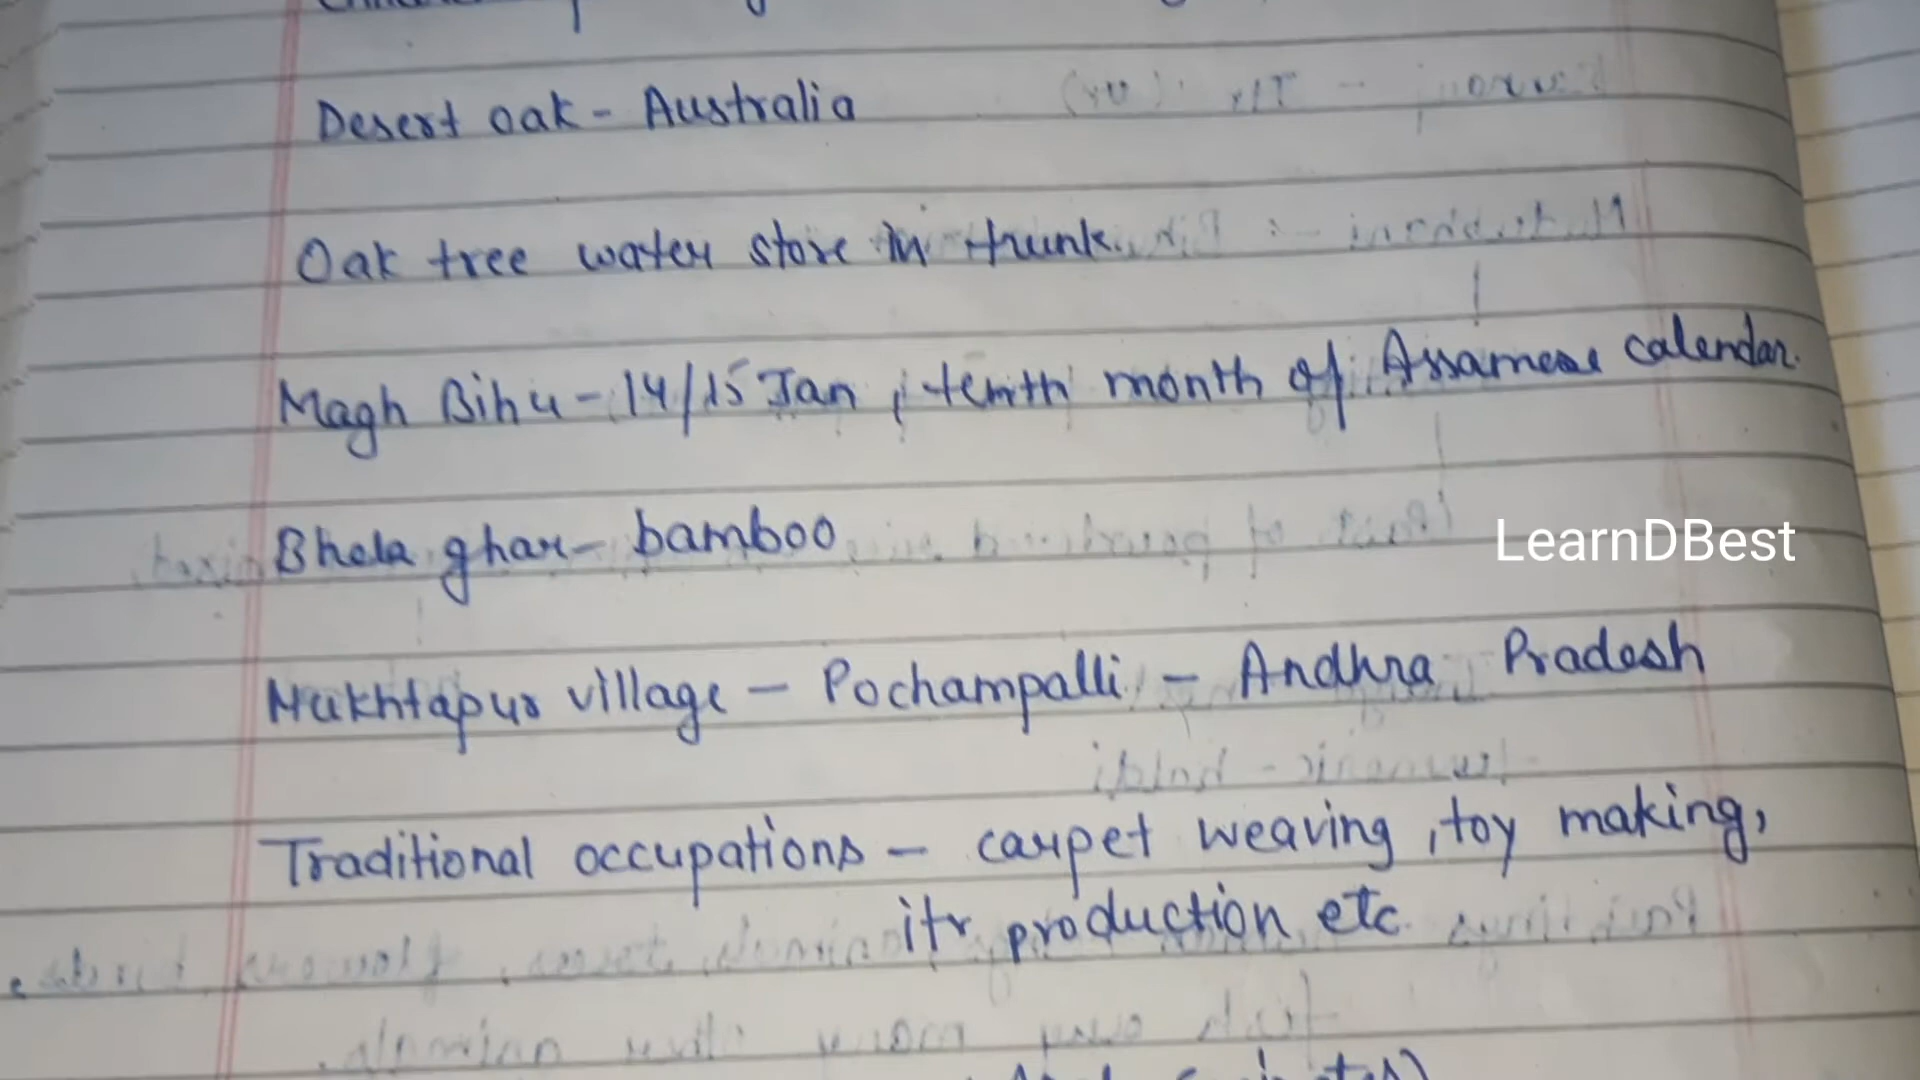 Desert oak - Australia
Oak tree water store in trunk.
Magh Bihu - 14/15 Jan, tenth month of Assamese calendar.
Bhela ghar - bamboo
LearnDBest
Mukhtapur village - Pochampalli - Andhra Pradesh
Traditional occupations - carpet weaving, toy making,
itr production etc